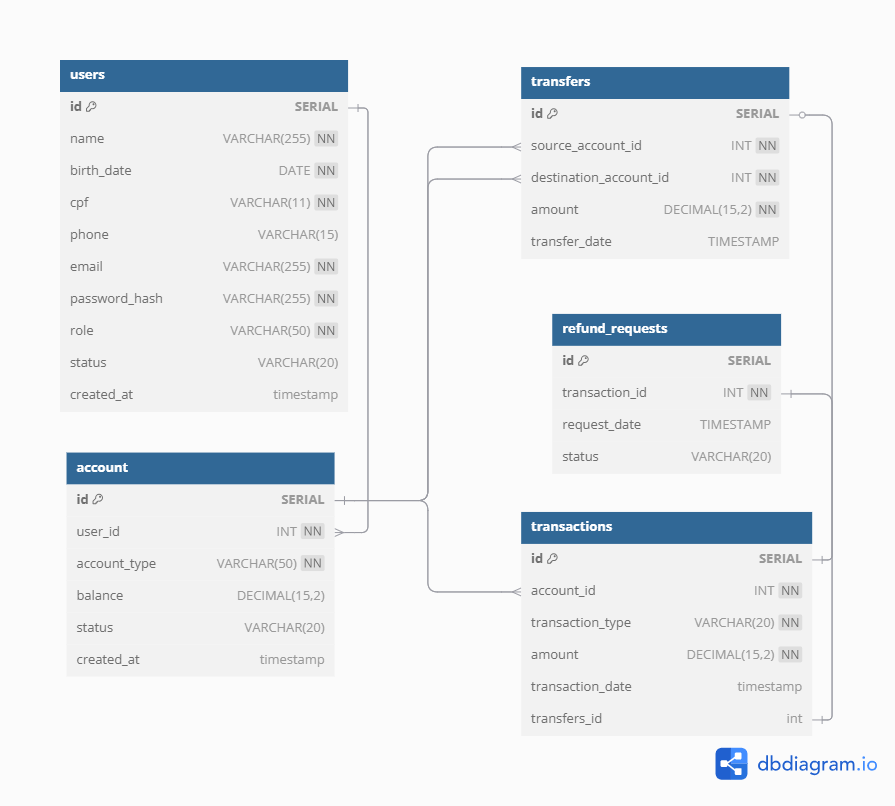 users
id SERIAL
name VARCHAR(255) NN
birth_date DATE NN
cpf VARCHAR(11) NN
phone VARCHAR(15)
email VARCHAR(255) NN
password_hash VARCHAR(255) NN
role VARCHAR(50) NN
status VARCHAR(20)
created_at timestamp
account
id SERIAL
user_id INT NN
account_type VARCHAR(50) NN
balance DECIMAL(15,2)
status VARCHAR(20)
created_at timestamp
transfers
id SERIAL
source_account_id INT NN
destination_account_id INT NN
amount DECIMAL(15,2) NN
transfer_date TIMESTAMP
refund_requests
id SERIAL
transaction_id INT NN
request_date TIMESTAMP
status VARCHAR(20)
transactions
id SERIAL
account_id INT NN
transaction_type VARCHAR(20) NN
amount DECIMAL(15,2) NN
transaction_date timestamp
transfers_id int
dbdiagram.io